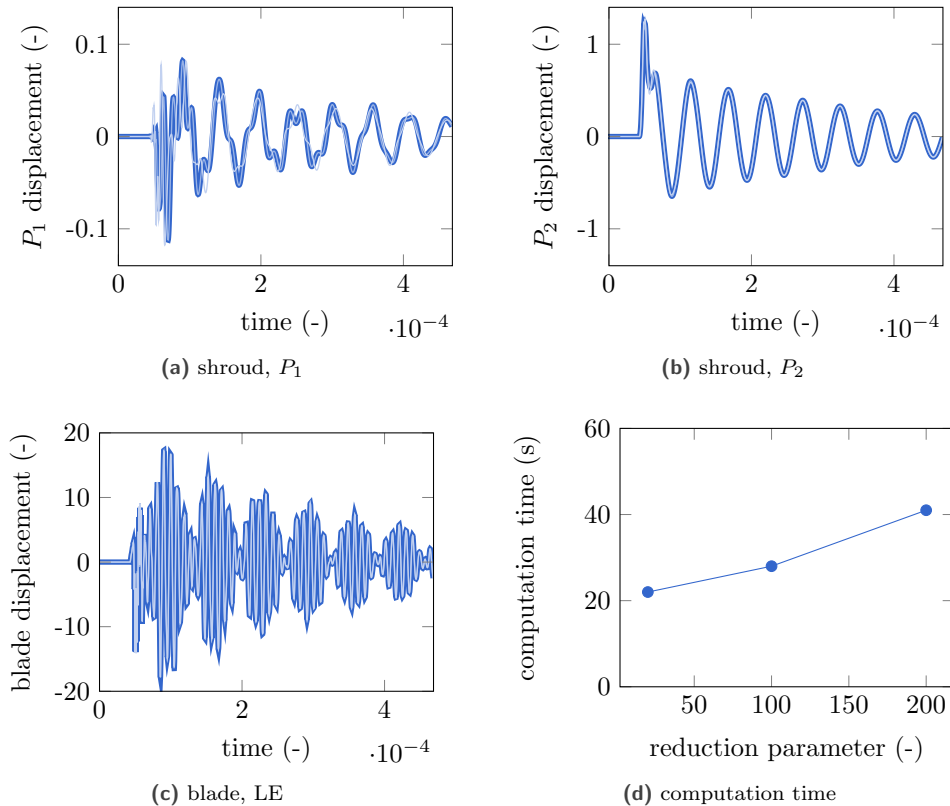 0.1
0
-0.1
P1 displacement (-)
0 2 4
time (-)
·10−4
(a) shroud, P1
1
0
-1
P2 displacement (-)
0 2 4
time (-)
·10−4
(b) shroud, P2
20
10
0
-10
-20
blade displacement (-)
0 2 4
time (-)
·10−4
(c) blade, LE
60
40
20
0
computation time (s)
50 100 150 200
reduction parameter (-)
(d) computation time